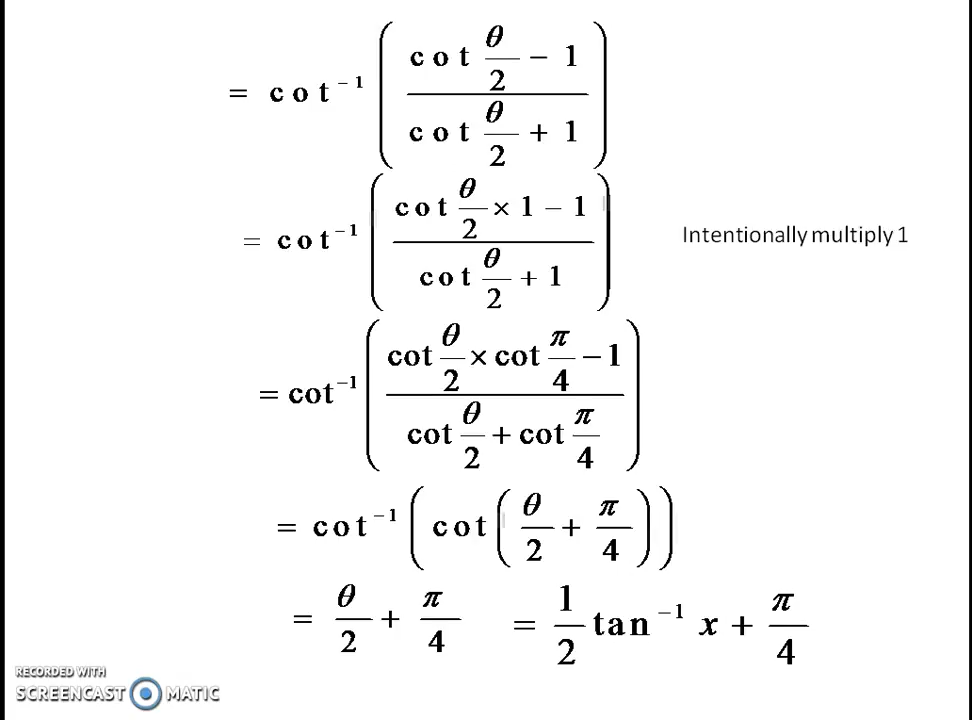 = cot⁻¹ ( (cot θ/2 − 1) / (cot θ/2 + 1) )
= cot⁻¹ ( (cot θ/2 × 1 − 1) / (cot θ/2 + 1) ) Intentionally multiply 1
= cot⁻¹ ( (cot θ/2 × cot π/4 − 1) / (cot θ/2 + cot π/4) )
= cot⁻¹ ( cot ( θ/2 + π/4 ) )
= θ/2 + π/4 = 1/2 tan⁻¹ x + π/4
RECORDED WITH
SCREENCAST MATIC